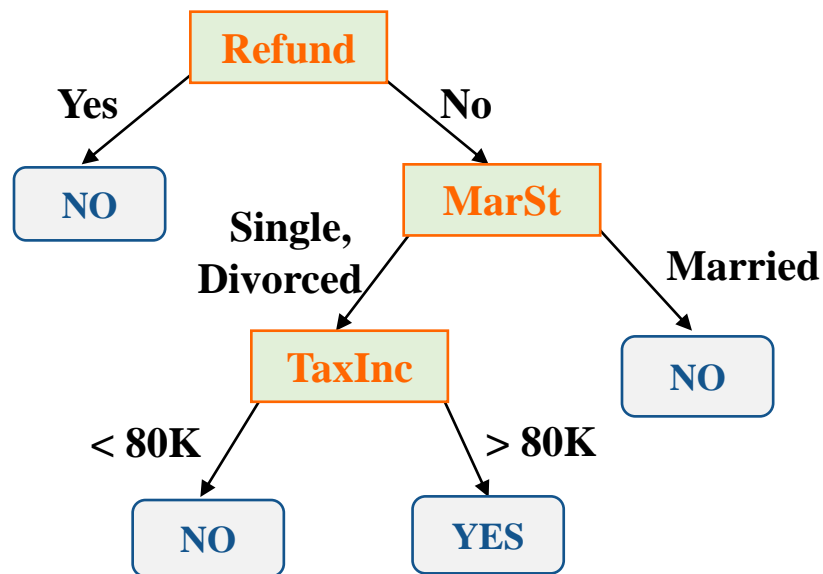 Refund
Yes
No
NO
MarSt
Single,
Divorced
Married
TaxInc
NO
< 80K
> 80K
NO
YES